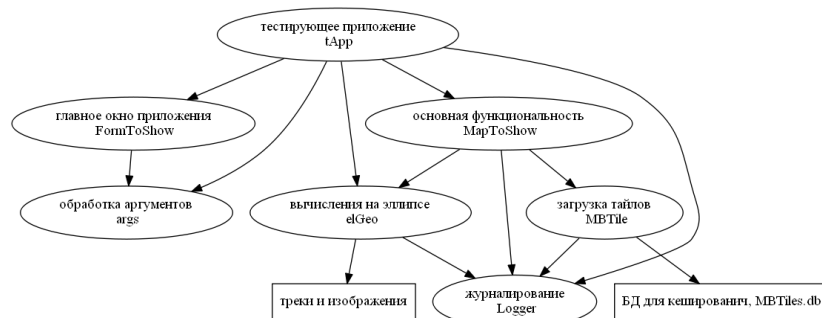 тестирующее приложение
tApp
главное окно приложения
FormToShow
основная функциональность
MapToShow
обработка аргументов
args
вычисления на эллипсе
elGeo
загрузка тайлов
MBTile
треки и изображения
журналирование
Logger
БД для кешированич, MBTiles.db